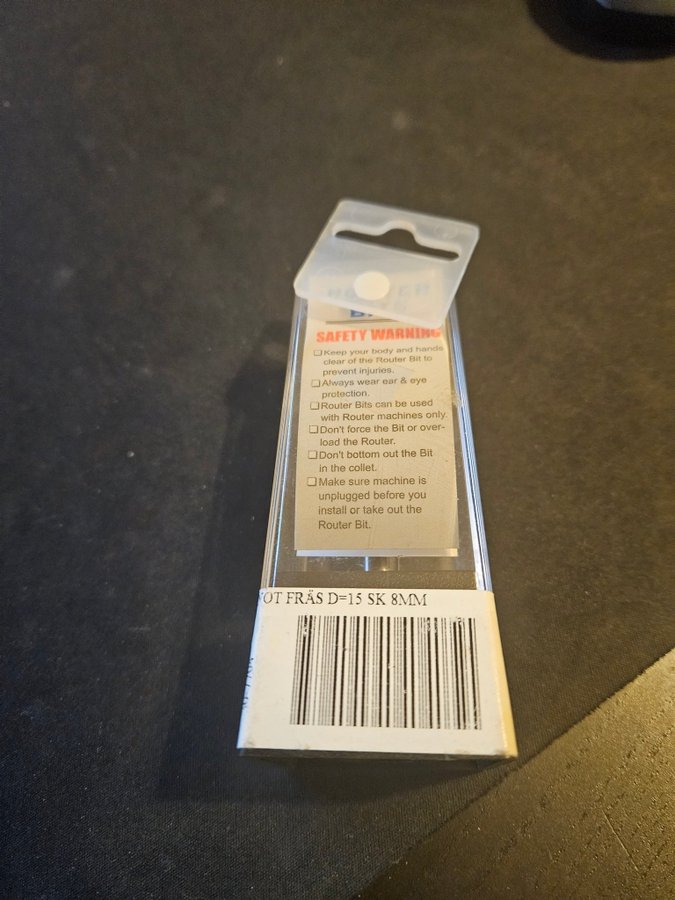 SAFETY WARNING
❑ Keep your body and hands
clear of the Router Bit to
prevent injuries.
❑ Always wear ear & eye
protection.
❑ Router Bits can be used
with Router machines only.
❑ Don't force the Bit or over-
load the Router.
❑ Don't bottom out the Bit
in the collet.
❑ Make sure machine is
unplugged before you
install or take out the
Router Bit.
FRÄS D=15 SK 8MM